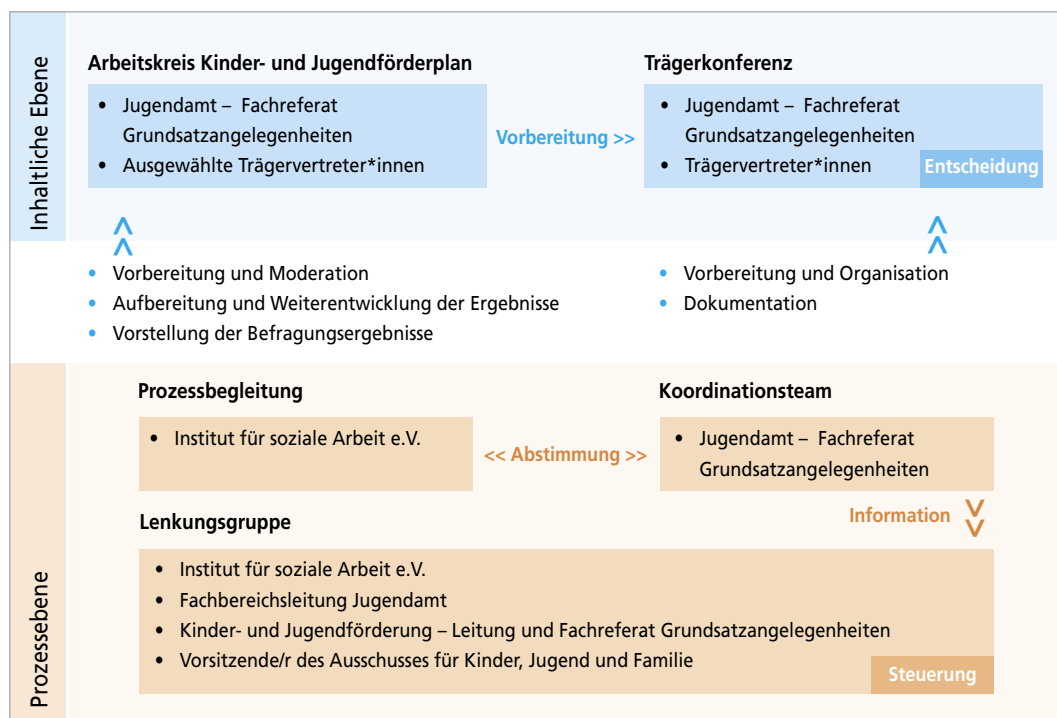 Inhaltliche Ebene
Arbeitskreis Kinder- und Jugendförderplan
• Jugendamt – Fachreferat
Grundsatzangelegenheiten
• Ausgewählte Trägervertreter*innen
Vorbereitung >>
Trägerkonferenz
• Jugendamt – Fachreferat
Grundsatzangelegenheiten
• Trägervertreter*innen
Entscheidung
• Vorbereitung und Moderation
• Aufbereitung und Weiterentwicklung der Ergebnisse
• Vorstellung der Befragungsergebnisse
• Vorbereitung und Organisation
• Dokumentation
Prozessebene
Prozessbegleitung
• Institut für soziale Arbeit e.V.
<< Abstimmung >>
Koordinationsteam
• Jugendamt – Fachreferat
Grundsatzangelegenheiten
Information
Lenkungsgruppe
• Institut für soziale Arbeit e.V.
• Fachbereichsleitung Jugendamt
• Kinder- und Jugendförderung – Leitung und Fachreferat Grundsatzangelegenheiten
• Vorsitzende/r des Ausschusses für Kinder, Jugend und Familie
Steuerung